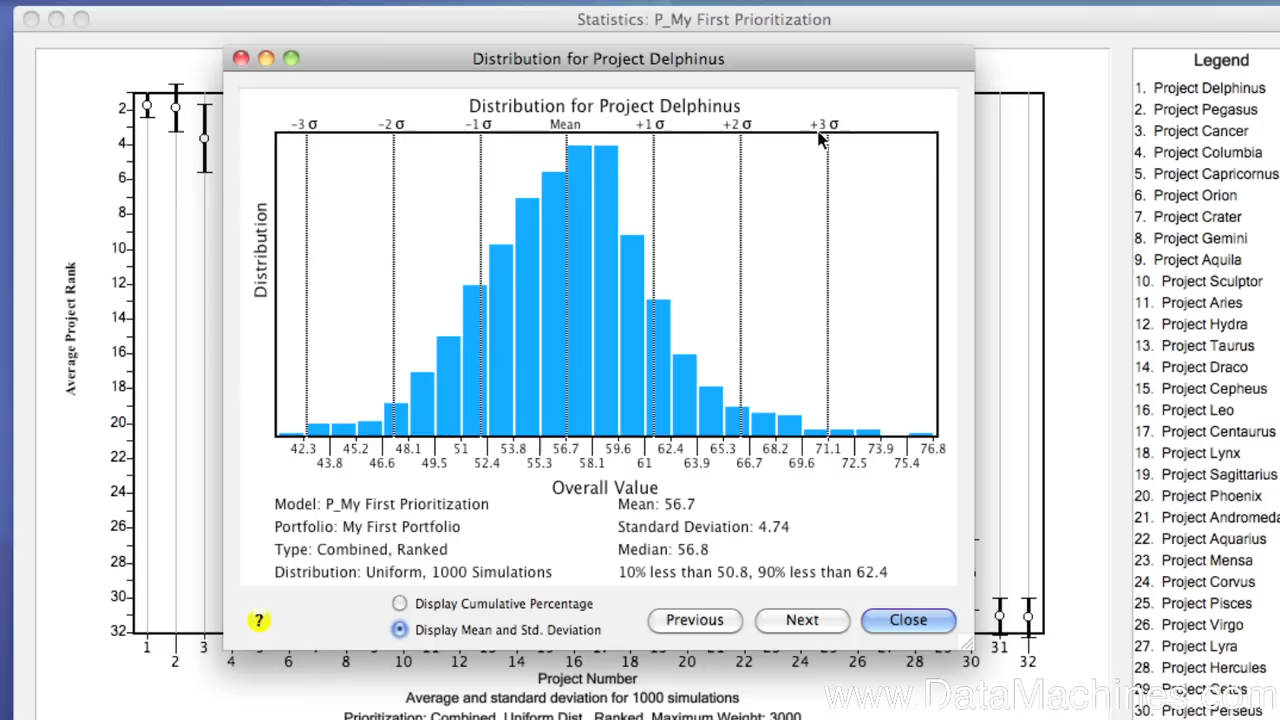 Statistics: P_My First Prioritization
Distribution for Project Delphinus
Distribution for Project Delphinus
-3 σ -2 σ -1 σ Mean +1 σ +2 σ +3 σ
Distribution
42.3 45.2 48.1 51 53.8 56.7 59.6 62.4 65.3 68.2 71.1 73.9 76.8
43.8 46.6 49.5 52.4 55.3 58.1 61 63.9 66.7 69.6 72.5 75.4
Overall Value
Model: P_My First Prioritization
Portfolio: My First Portfolio
Type: Combined, Ranked
Distribution: Uniform, 1000 Simulations
Mean: 56.7
Standard Deviation: 4.74
Median: 56.8
10% less than 50.8, 90% less than 62.4
?
Display Cumulative Percentage
Display Mean and Std. Deviation
Previous
Next
Close
Average Project Rank
2
4
6
8
10
12
14
16
18
20
22
24
26
28
30
32
1 3 31
2 4 6 8 10 12 14 16 18 20 22 24 26 28 30 32
Project Number
Average and standard deviation for 1000 simulations
Prioritization: Combined, Uniform Dist., Ranked, Maximum Weight: 3000
Legend
1. Project Delphinus
2. Project Pegasus
3. Project Cancer
4. Project Columbia
5. Project Capricornus
6. Project Orion
7. Project Crater
8. Project Gemini
9. Project Aquila
10. Project Sculptor
11. Project Aries
12. Project Hydra
13. Project Taurus
14. Project Draco
15. Project Cepheus
16. Project Leo
17. Project Centaurus
18. Project Lynx
19. Project Sagittarius
20. Project Phoenix
21. Project Andromeda
22. Project Aquarius
23. Project Mensa
24. Project Corvus
25. Project Pisces
26. Project Virgo
27. Project Lyra
28. Project Hercules
29. Project Cetus
30. Project Perseus
www.DataMachines.com